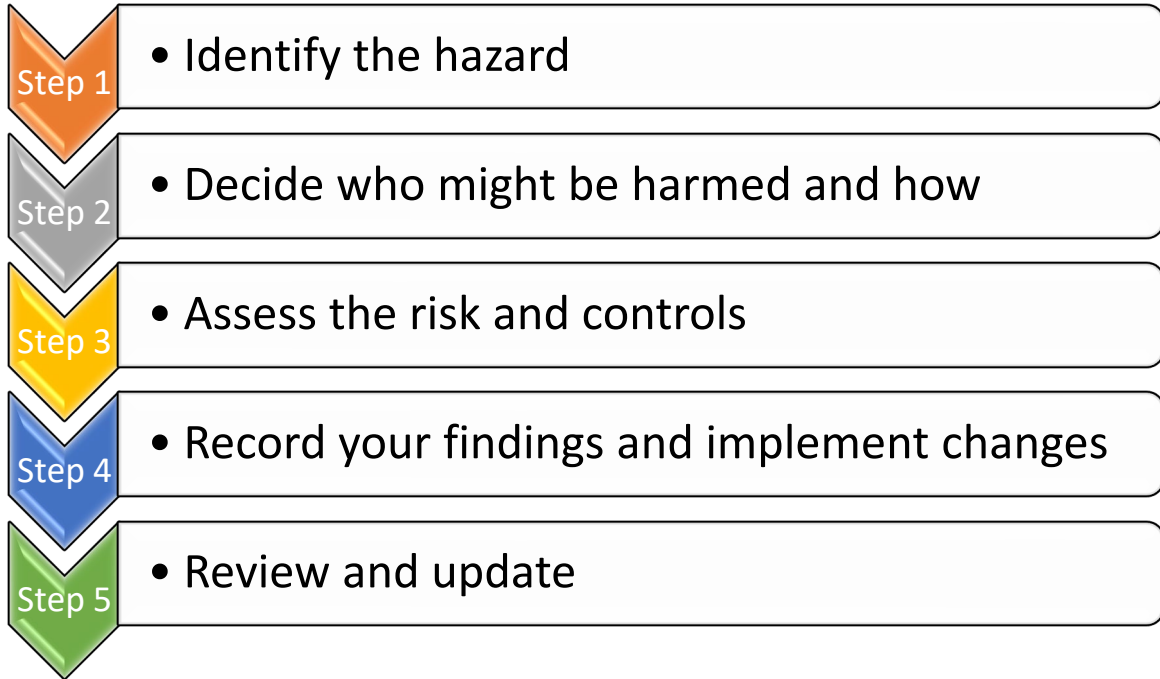 Step 1
• Identify the hazard
Step 2
• Decide who might be harmed and how
Step 3
• Assess the risk and controls
Step 4
• Record your findings and implement changes
Step 5
• Review and update